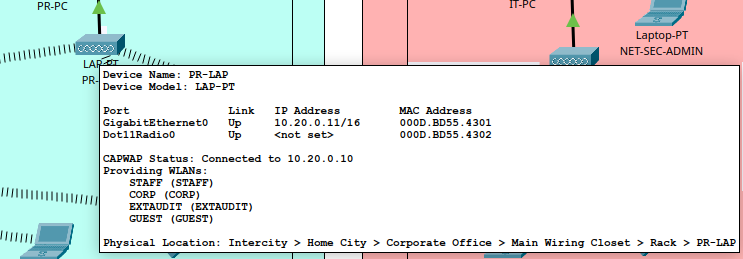 PR-PC
IT-PC
Laptop-PT
NET-SEC-ADMIN
LAP-PT
PR-
Device Name: PR-LAP
Device Model: LAP-PT
Port Link IP Address MAC Address
GigabitEthernet0 Up 10.20.0.11/16 000D.BD55.4301
Dot11Radio0 Up <not set> 000D.BD55.4302
CAPWAP Status: Connected to 10.20.0.10
Providing WLANs:
STAFF (STAFF)
CORP (CORP)
EXTAUDIT (EXTAUDIT)
GUEST (GUEST)
Physical Location: Intercity > Home City > Corporate Office > Main Wiring Closet > Rack > PR-LAP